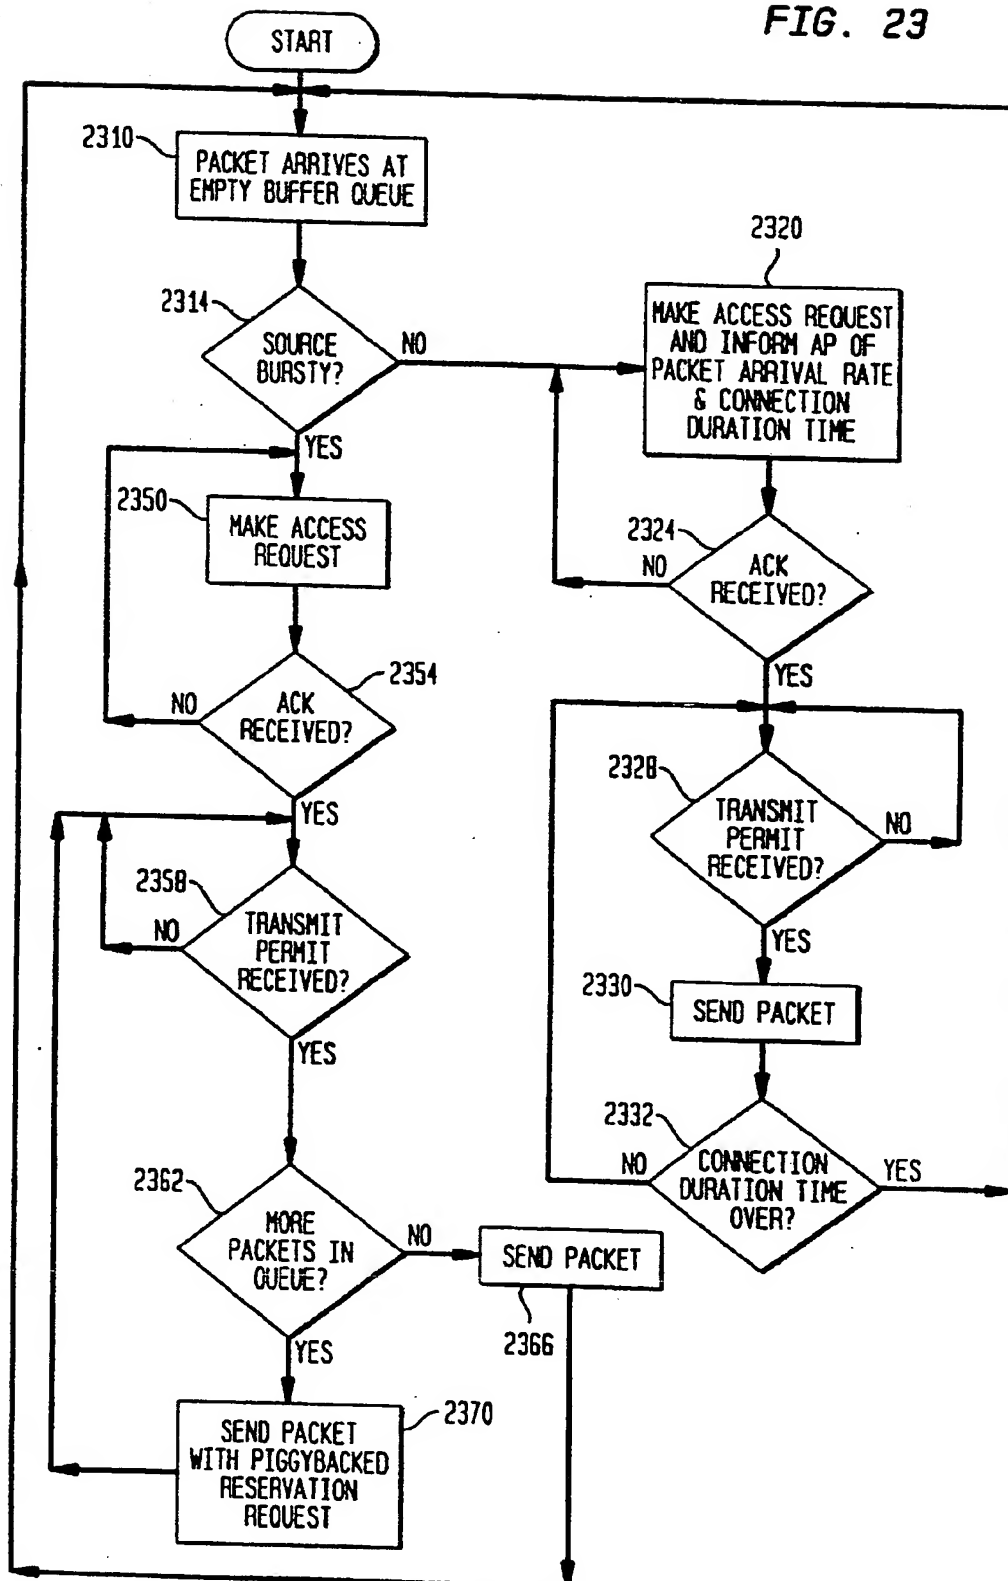 FIG. 23
START
2310
PACKET ARRIVES AT
EMPTY BUFFER QUEUE
2314
SOURCE
BURSTY?
NO
YES
2320
MAKE ACCESS REQUEST
AND INFORM AP OF
PACKET ARRIVAL RATE
& CONNECTION
DURATION TIME
2324
ACK
RECEIVED?
NO
YES
2350
MAKE ACCESS
REQUEST
2354
ACK
RECEIVED?
NO
YES
2328
TRANSMIT
PERMIT
RECEIVED?
NO
YES
2358
TRANSMIT
PERMIT
RECEIVED?
NO
YES
2330
SEND PACKET
2332
CONNECTION
DURATION TIME
OVER?
NO
YES
2362
MORE
PACKETS IN
QUEUE?
NO
YES
SEND PACKET
2366
2370
SEND PACKET
WITH PIGGYBACKED
RESERVATION
REQUEST